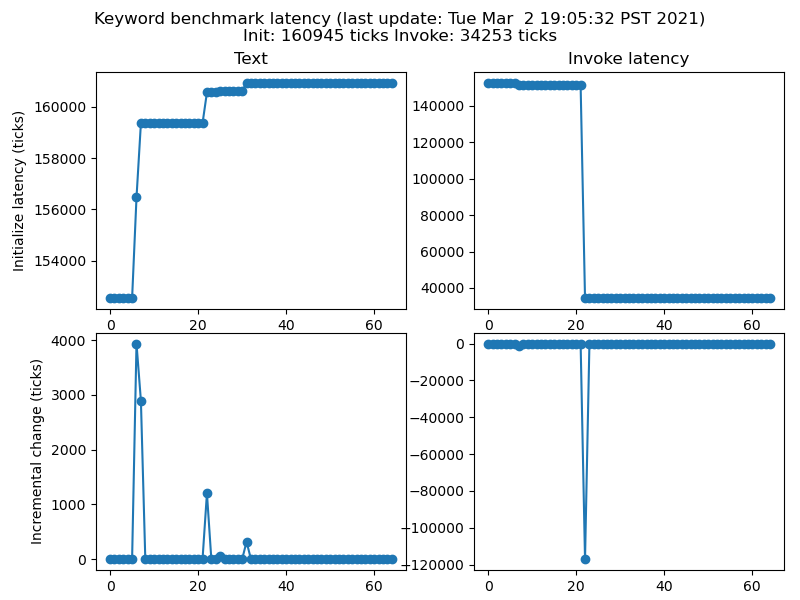 Keyword benchmark latency (last update: Tue Mar  2 19:05:32 PST 2021)
Init: 160945 ticks Invoke: 34253 ticks
Text
Invoke latency
Initialize latency (ticks)
160000
158000
156000
154000
0 20 40 60
140000
120000
100000
80000
60000
40000
0 20 40 60
Incremental change (ticks)
4000
3000
2000
1000
0
0 20 40 60
0
−20000
−40000
−60000
−80000
−100000
−120000
0 20 40 60